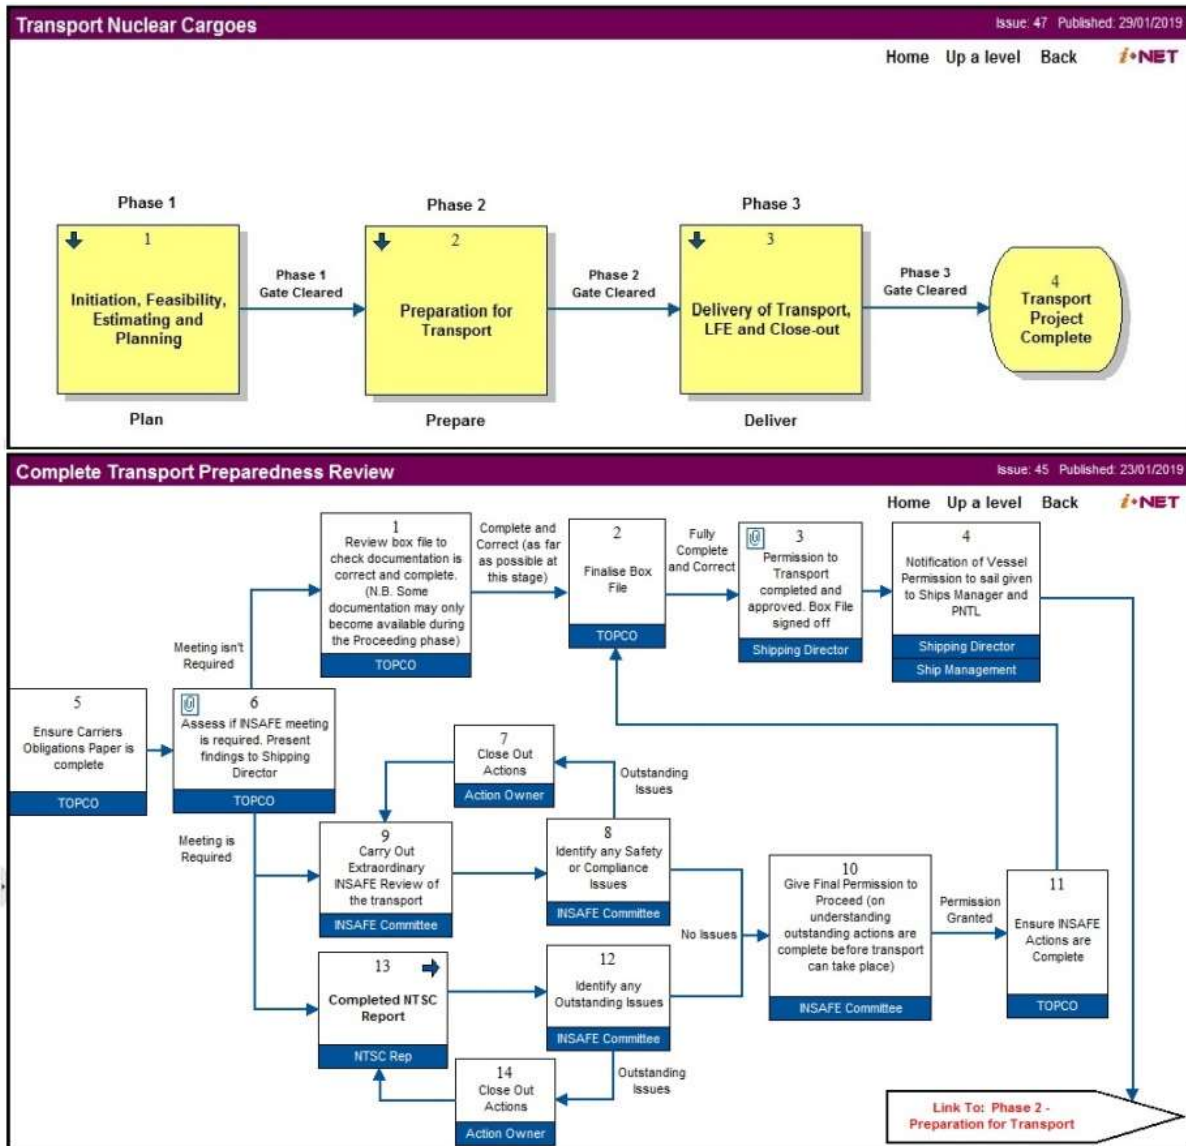 Transport Nuclear Cargoes
Issue: 47 Published: 29/01/2019
Home Up a level Back i•NET
Phase 1
Phase 2
Phase 3
1
Initiation, Feasibility,
Estimating and
Planning
Phase 1
Gate Cleared
2
Preparation for
Transport
Phase 2
Gate Cleared
3
Delivery of Transport,
LFE and Close-out
Phase 3
Gate Cleared
4
Transport
Project
Complete
Plan
Prepare
Deliver
Complete Transport Preparedness Review
Issue: 45 Published: 23/01/2019
Home Up a level Back i•NET
1
Review box file to
check documentation is
correct and complete.
(N.B. Some
documentation may only
become available during
the Proceeding phase)
TOPCO
Complete and
Correct (as far
as possible at
this stage)
2
Finalise Box
File
TOPCO
Fully
Complete
and Correct
3
Permission to
Transport
completed and
approved. Box File
signed off
Shipping Director
4
Notification of Vessel
Permission to sail given
to Ships Manager and
PNTL
Shipping Director
Ship Management
Meeting isn't
Required
5
Ensure Carriers
Obligations Paper is
complete
TOPCO
6
Assess if INSAFE meeting
is required. Present
findings to Shipping
Director
TOPCO
7
Close Out
Actions
Action Owner
Outstanding
Issues
Meeting is
Required
9
Carry Out
Extraordinary
INSAFE Review of
the transport
INSAFE Committee
8
Identify any Safety
or Compliance
Issues
INSAFE Committee
No Issues
10
Give Final Permission to
Proceed (on
understanding
outstanding actions are
complete before transport
can take place)
INSAFE Committee
Permission
Granted
11
Ensure INSAFE
Actions are
Complete
TOPCO
13
Completed NTSC
Report
NTSC Rep
12
Identify any
Outstanding Issues
INSAFE Committee
14
Close Out
Actions
Action Owner
Outstanding
Issues
Link To: Phase 2 -
Preparation for Transport